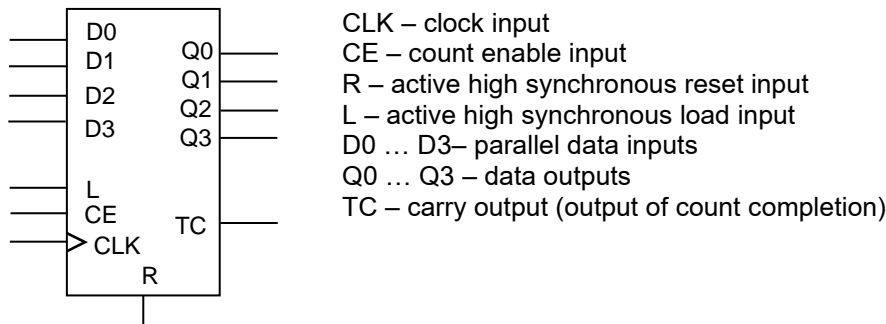 D0
D1
D2
D3
Q0
Q1
Q2
Q3
L
CE
CLK
TC
R
CLK – clock input
CE – count enable input
R – active high synchronous reset input
L – active high synchronous load input
D0 … D3– parallel data inputs
Q0 … Q3 – data outputs
TC – carry output (output of count completion)